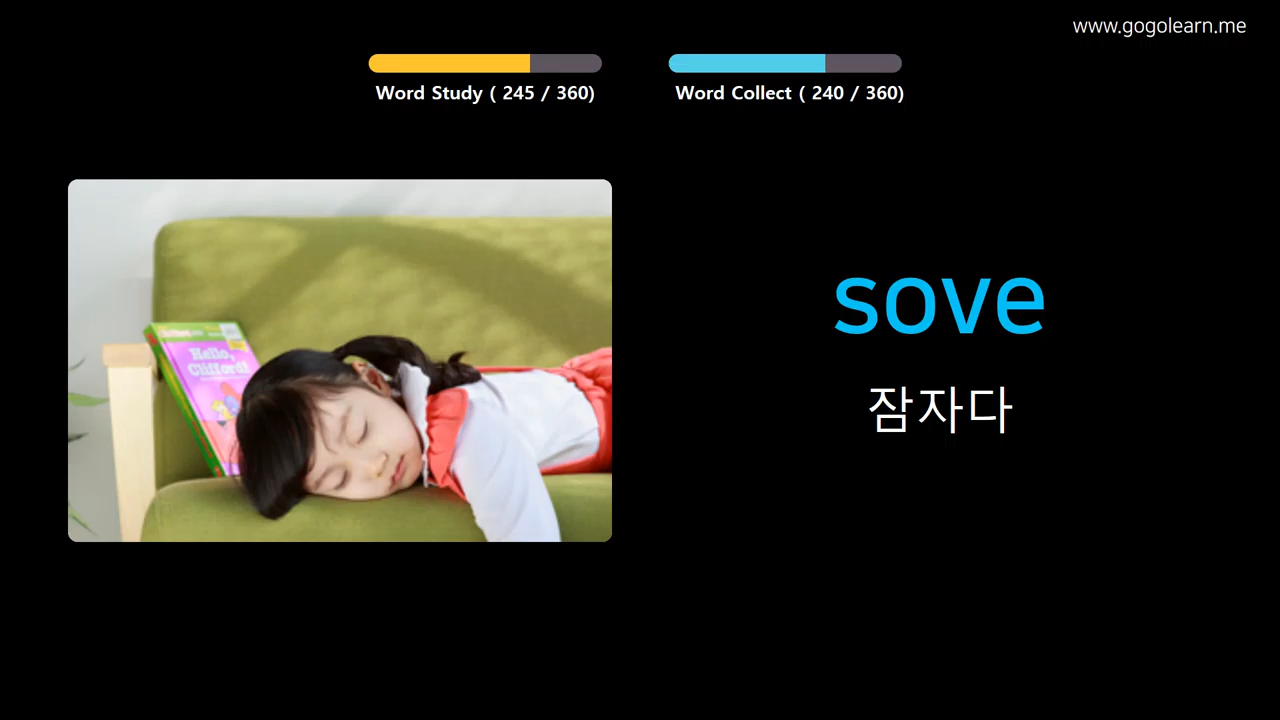 www.gogolearn.me
Word Study ( 245 / 360)
Word Collect ( 240 / 360)
Hello,
Clifford!
sove
잠자다